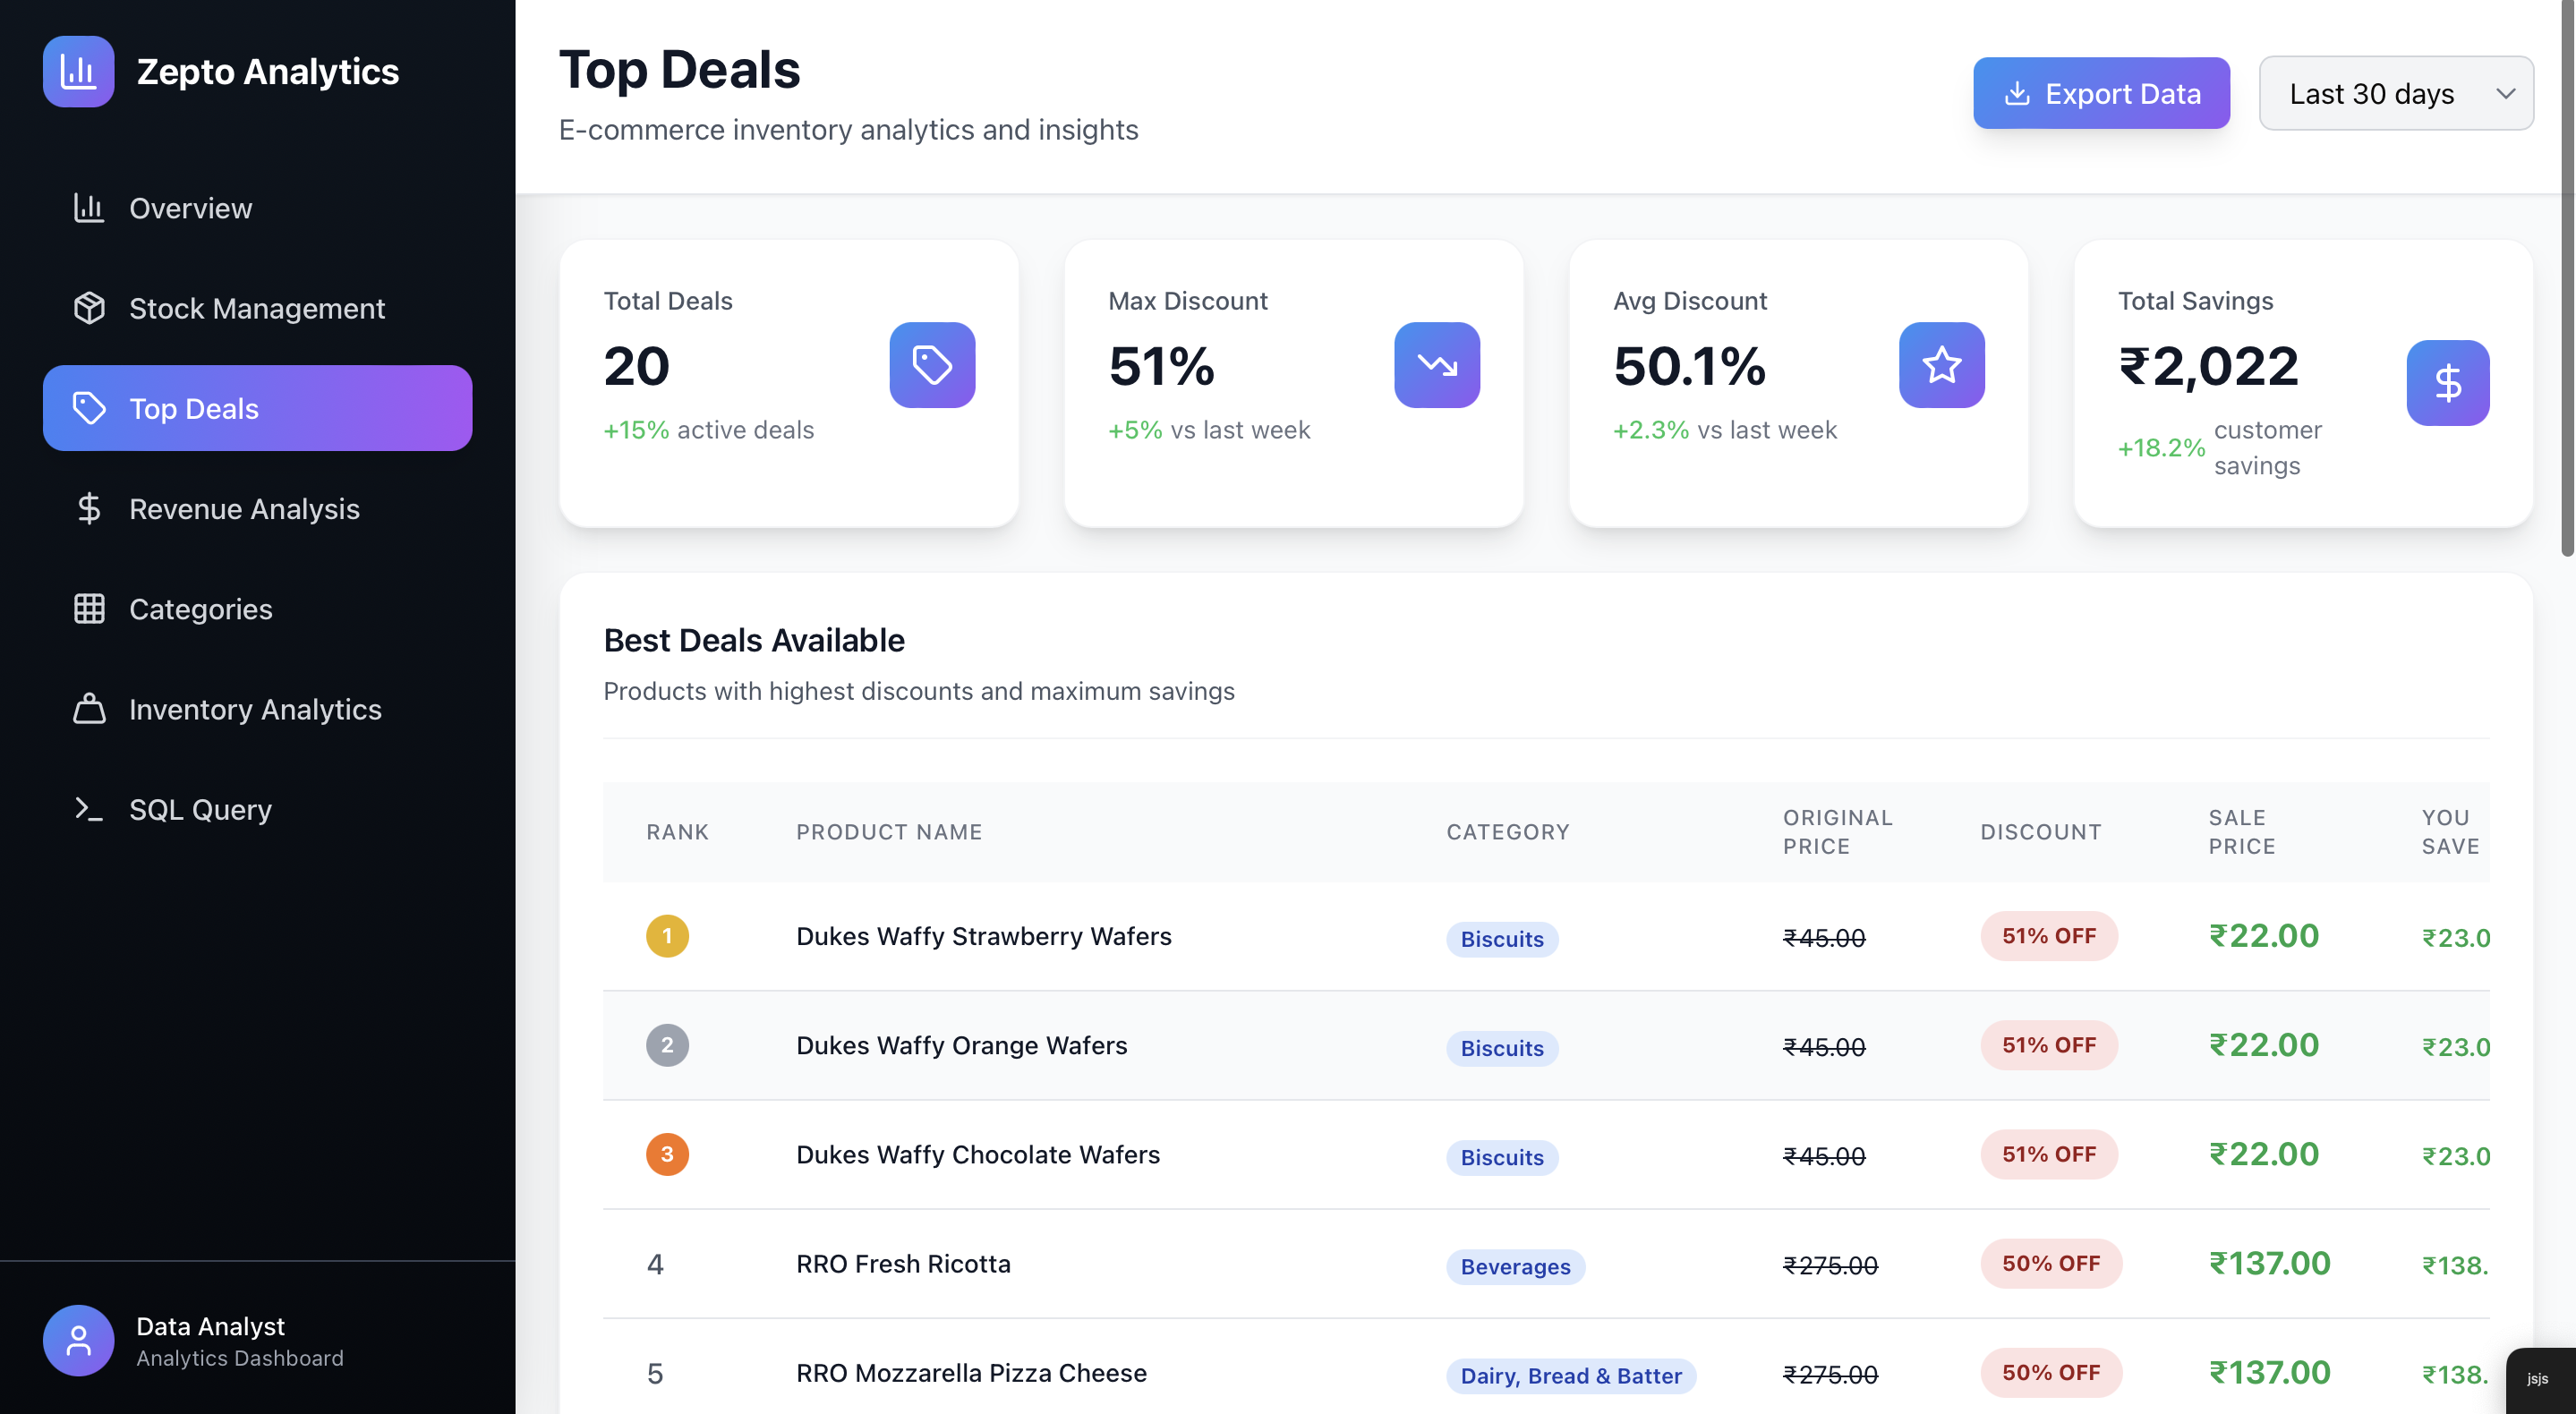 Zepto Analytics
Overview
Stock Management
Top Deals
Revenue Analysis
Categories
Inventory Analytics
SQL Query
Data Analyst
Analytics Dashboard
Top Deals
E-commerce inventory analytics and insights
Export Data
Last 30 days
Total Deals
20
+15% active deals
Max Discount
51%
+5% vs last week
Avg Discount
50.1%
+2.3% vs last week
Total Savings
₹2,022
+18.2% customer
savings
Best Deals Available
Products with highest discounts and maximum savings
RANK PRODUCT NAME CATEGORY ORIGINAL PRICE DISCOUNT SALE PRICE YOU SAVE
1 Dukes Waffy Strawberry Wafers Biscuits ₹45.00 51% OFF ₹22.00 ₹23.0
2 Dukes Waffy Orange Wafers Biscuits ₹45.00 51% OFF ₹22.00 ₹23.0
3 Dukes Waffy Chocolate Wafers Biscuits ₹45.00 51% OFF ₹22.00 ₹23.0
4 RRO Fresh Ricotta Beverages ₹275.00 50% OFF ₹137.00 ₹138.
5 RRO Mozzarella Pizza Cheese Dairy, Bread & Batter ₹275.00 50% OFF ₹137.00 ₹138.
jsjs